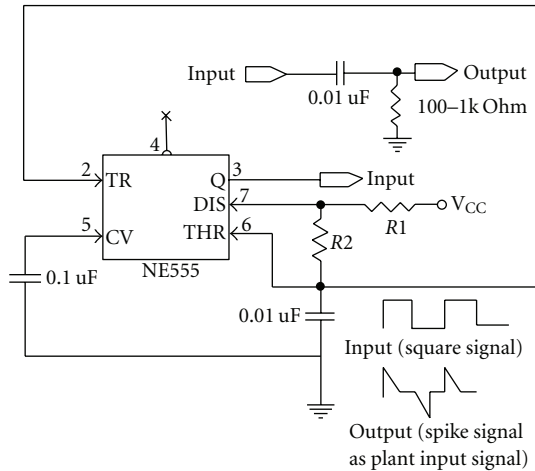 Input
Output
0.01 uF
100–1k Ohm
4
2
TR
Q
3
Input
DIS
7
V_CC
R1
5
CV
THR
6
R2
NE555
0.1 uF
0.01 uF
Input (square signal)
Output (spike signal
as plant input signal)